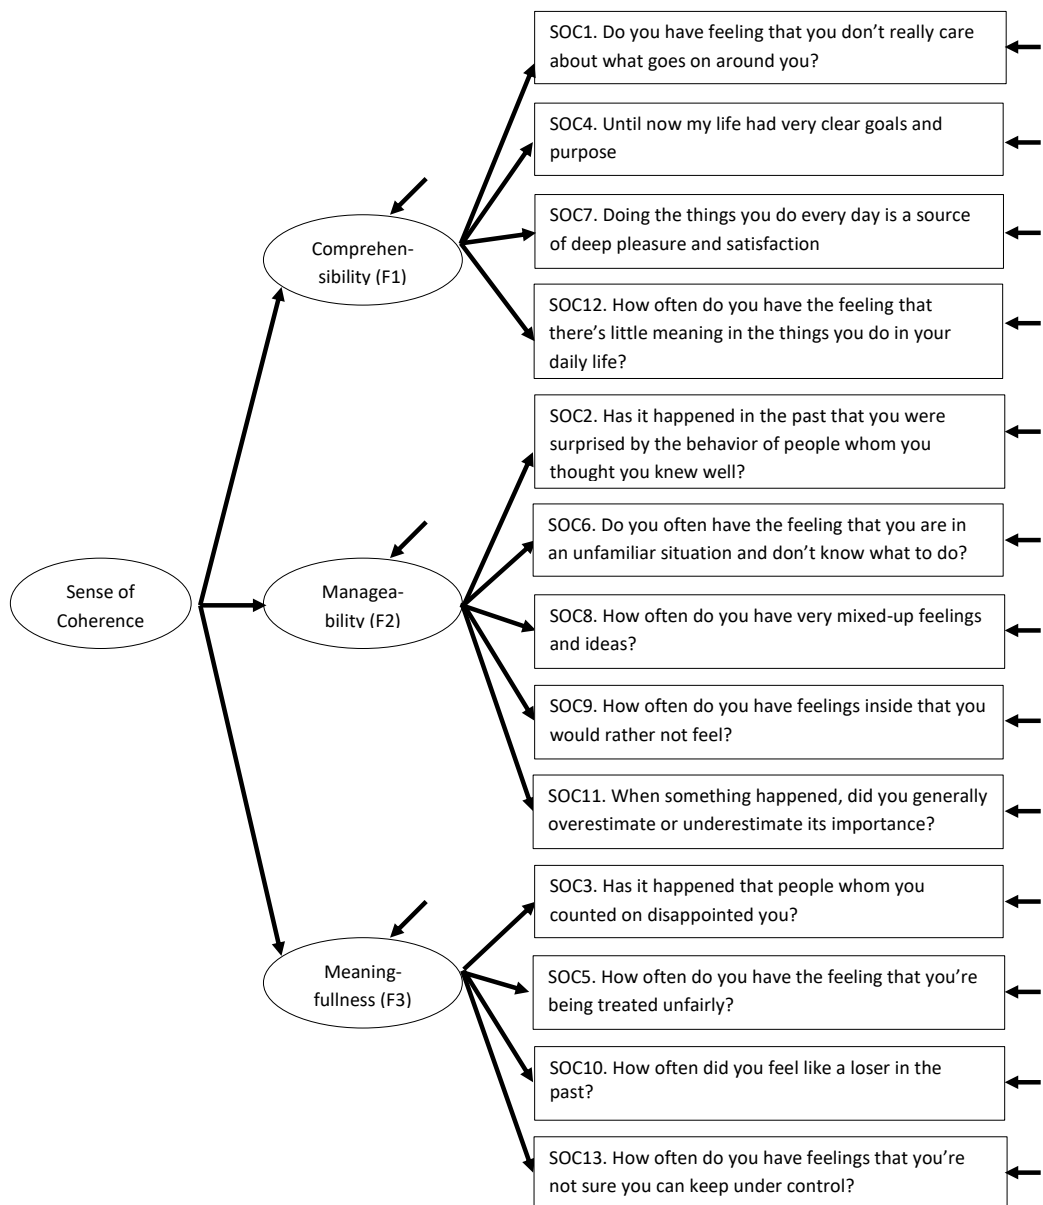 SOC1. Do you have feeling that you don’t really care
about what goes on around you?
SOC4. Until now my life had very clear goals and
purpose
SOC7. Doing the things you do every day is a source
of deep pleasure and satisfaction
Comprehen-
sibility (F1)
SOC12. How often do you have the feeling that
there’s little meaning in the things you do in your
daily life?
SOC2. Has it happened in the past that you were
surprised by the behavior of people whom you
thought you knew well?
SOC6. Do you often have the feeling that you are in
an unfamiliar situation and don’t know what to do?
Sense of
Coherence
Managea-
bility (F2)
SOC8. How often do you have very mixed-up feelings
and ideas?
SOC9. How often do you have feelings inside that you
would rather not feel?
SOC11. When something happened, did you generally
overestimate or underestimate its importance?
SOC3. Has it happened that people whom you
counted on disappointed you?
Meaning-
fullness (F3)
SOC5. How often do you have the feeling that you’re
being treated unfairly?
SOC10. How often did you feel like a loser in the
past?
SOC13. How often do you have feelings that you’re
not sure you can keep under control?